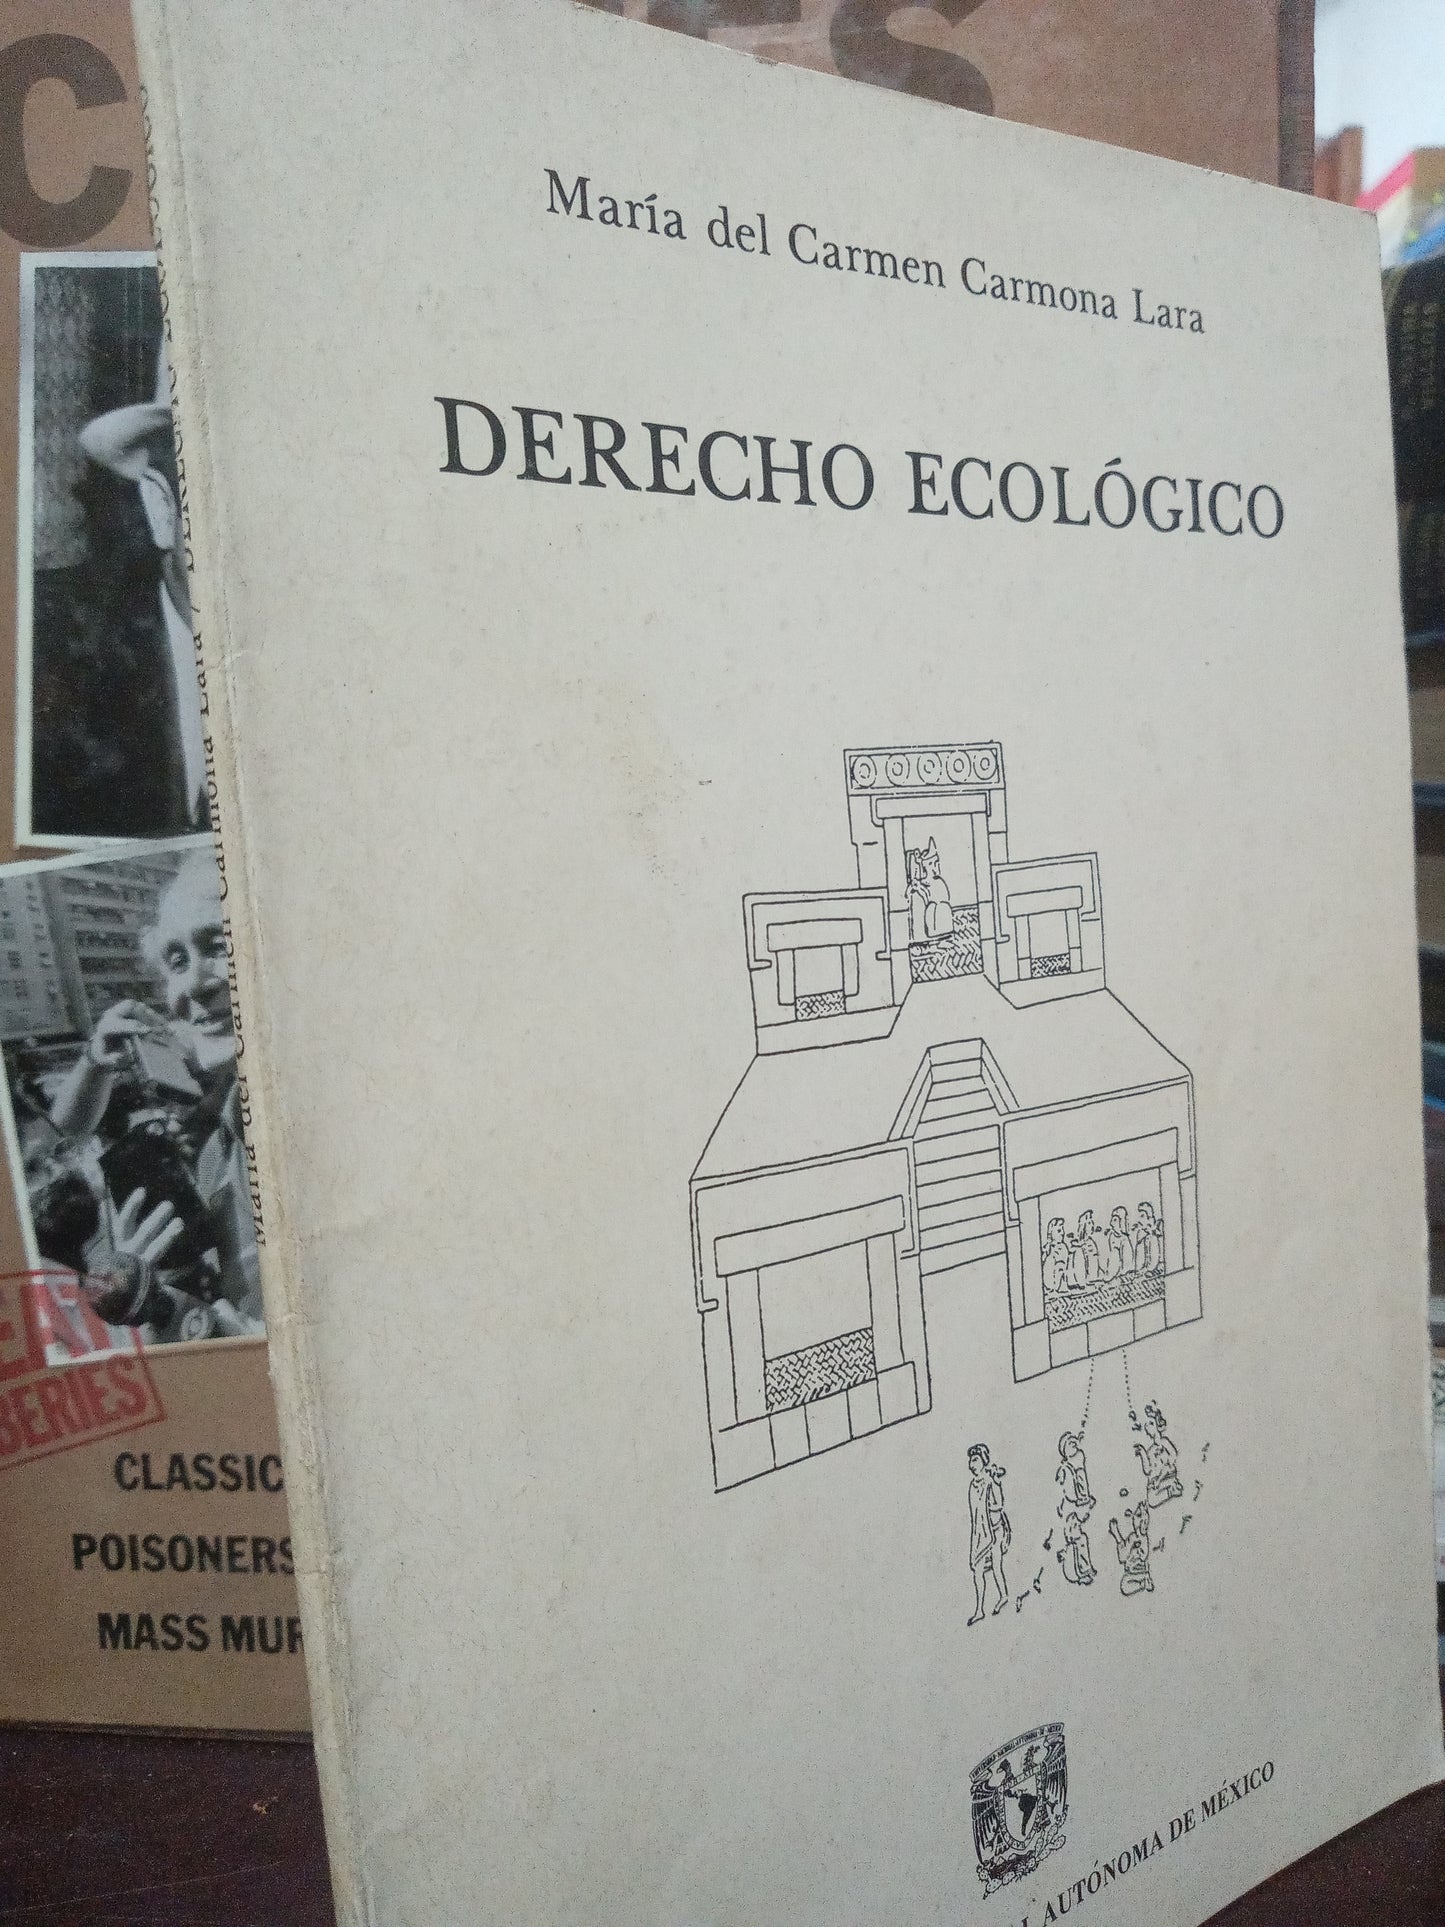 María del Carmen Carmona Lara
DERECHO ECOLÓGICO
AUTÓNOMA DE MÉXICO
María del Carmen Carmona Lara /
CLASSIC
POISONERS
MASS MUR
BERIES